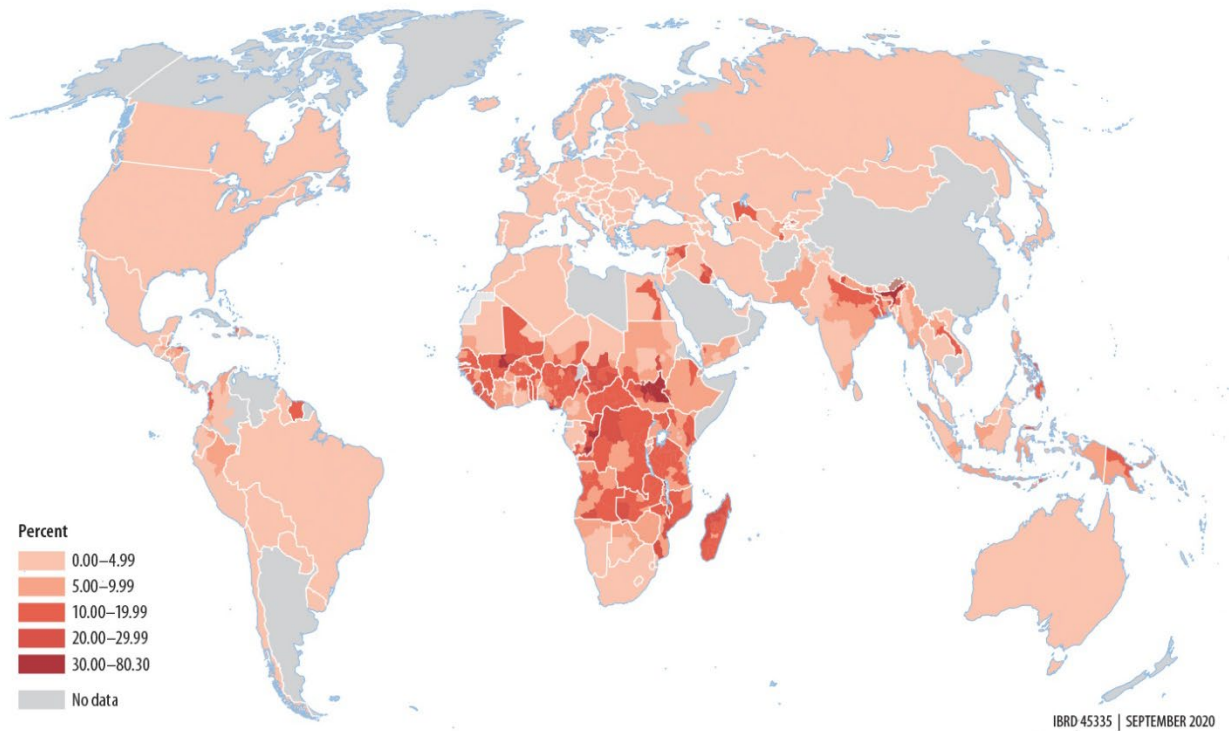 Percent
0.00–4.99
5.00–9.99
10.00–19.99
20.00–29.99
30.00–80.30
No data
IBRD 45335 | SEPTEMBER 2020